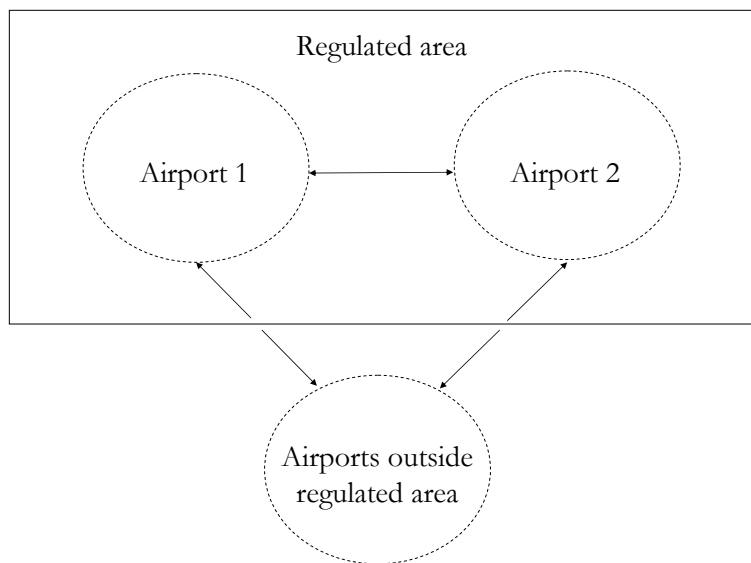 Regulated area
Airport 1
Airport 2
Airports outside
regulated area